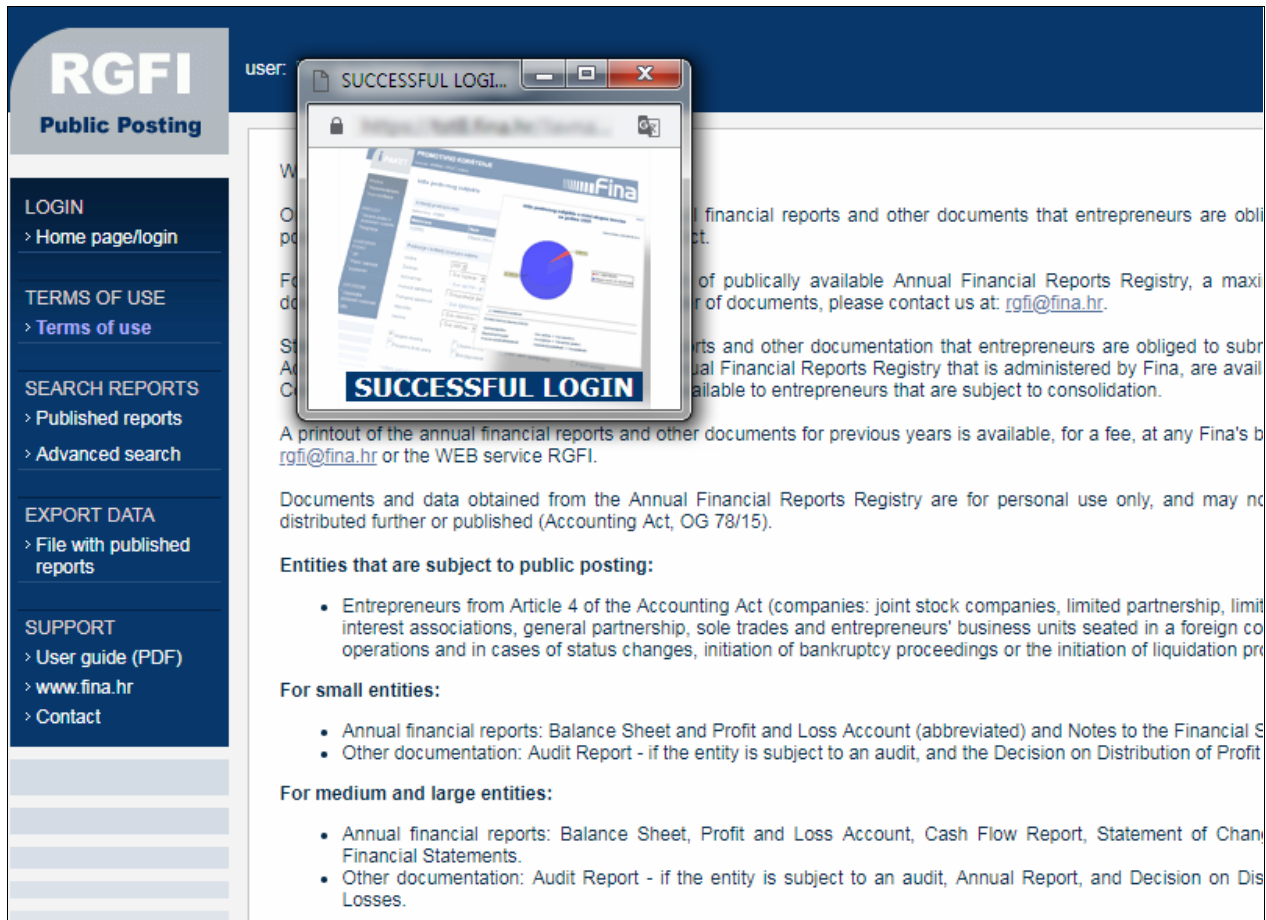 RGFI
Public Posting
user:
SUCCESSFUL LOGI...
iPAKET
PROMOTIVNO KORIŠTENJE
Fina
SUCCESSFUL LOGIN
LOGIN
› Home page/login
TERMS OF USE
› Terms of use
SEARCH REPORTS
› Published reports
› Advanced search
EXPORT DATA
› File with published
reports
SUPPORT
› User guide (PDF)
› www.fina.hr
› Contact
W
l financial reports and other documents that entrepreneurs are obli
ct.
of publically available Annual Financial Reports Registry, a maxi
r of documents, please contact us at: rgfi@fina.hr.
rts and other documentation that entrepreneurs are obliged to subr
ual Financial Reports Registry that is administered by Fina, are avail
ailable to entrepreneurs that are subject to consolidation.
A printout of the annual financial reports and other documents for previous years is available, for a fee, at any Fina's b
rgfi@fina.hr or the WEB service RGFI.
Documents and data obtained from the Annual Financial Reports Registry are for personal use only, and may no
distributed further or published (Accounting Act, OG 78/15).
Entities that are subject to public posting:
• Entrepreneurs from Article 4 of the Accounting Act (companies: joint stock companies, limited partnership, limit
interest associations, general partnership, sole trades and entrepreneurs' business units seated in a foreign co
operations and in cases of status changes, initiation of bankruptcy proceedings or the initiation of liquidation pro
For small entities:
• Annual financial reports: Balance Sheet and Profit and Loss Account (abbreviated) and Notes to the Financial S
• Other documentation: Audit Report - if the entity is subject to an audit, and the Decision on Distribution of Profit
For medium and large entities:
• Annual financial reports: Balance Sheet, Profit and Loss Account, Cash Flow Report, Statement of Chan
Financial Statements.
• Other documentation: Audit Report - if the entity is subject to an audit, Annual Report, and Decision on Dis
Losses.